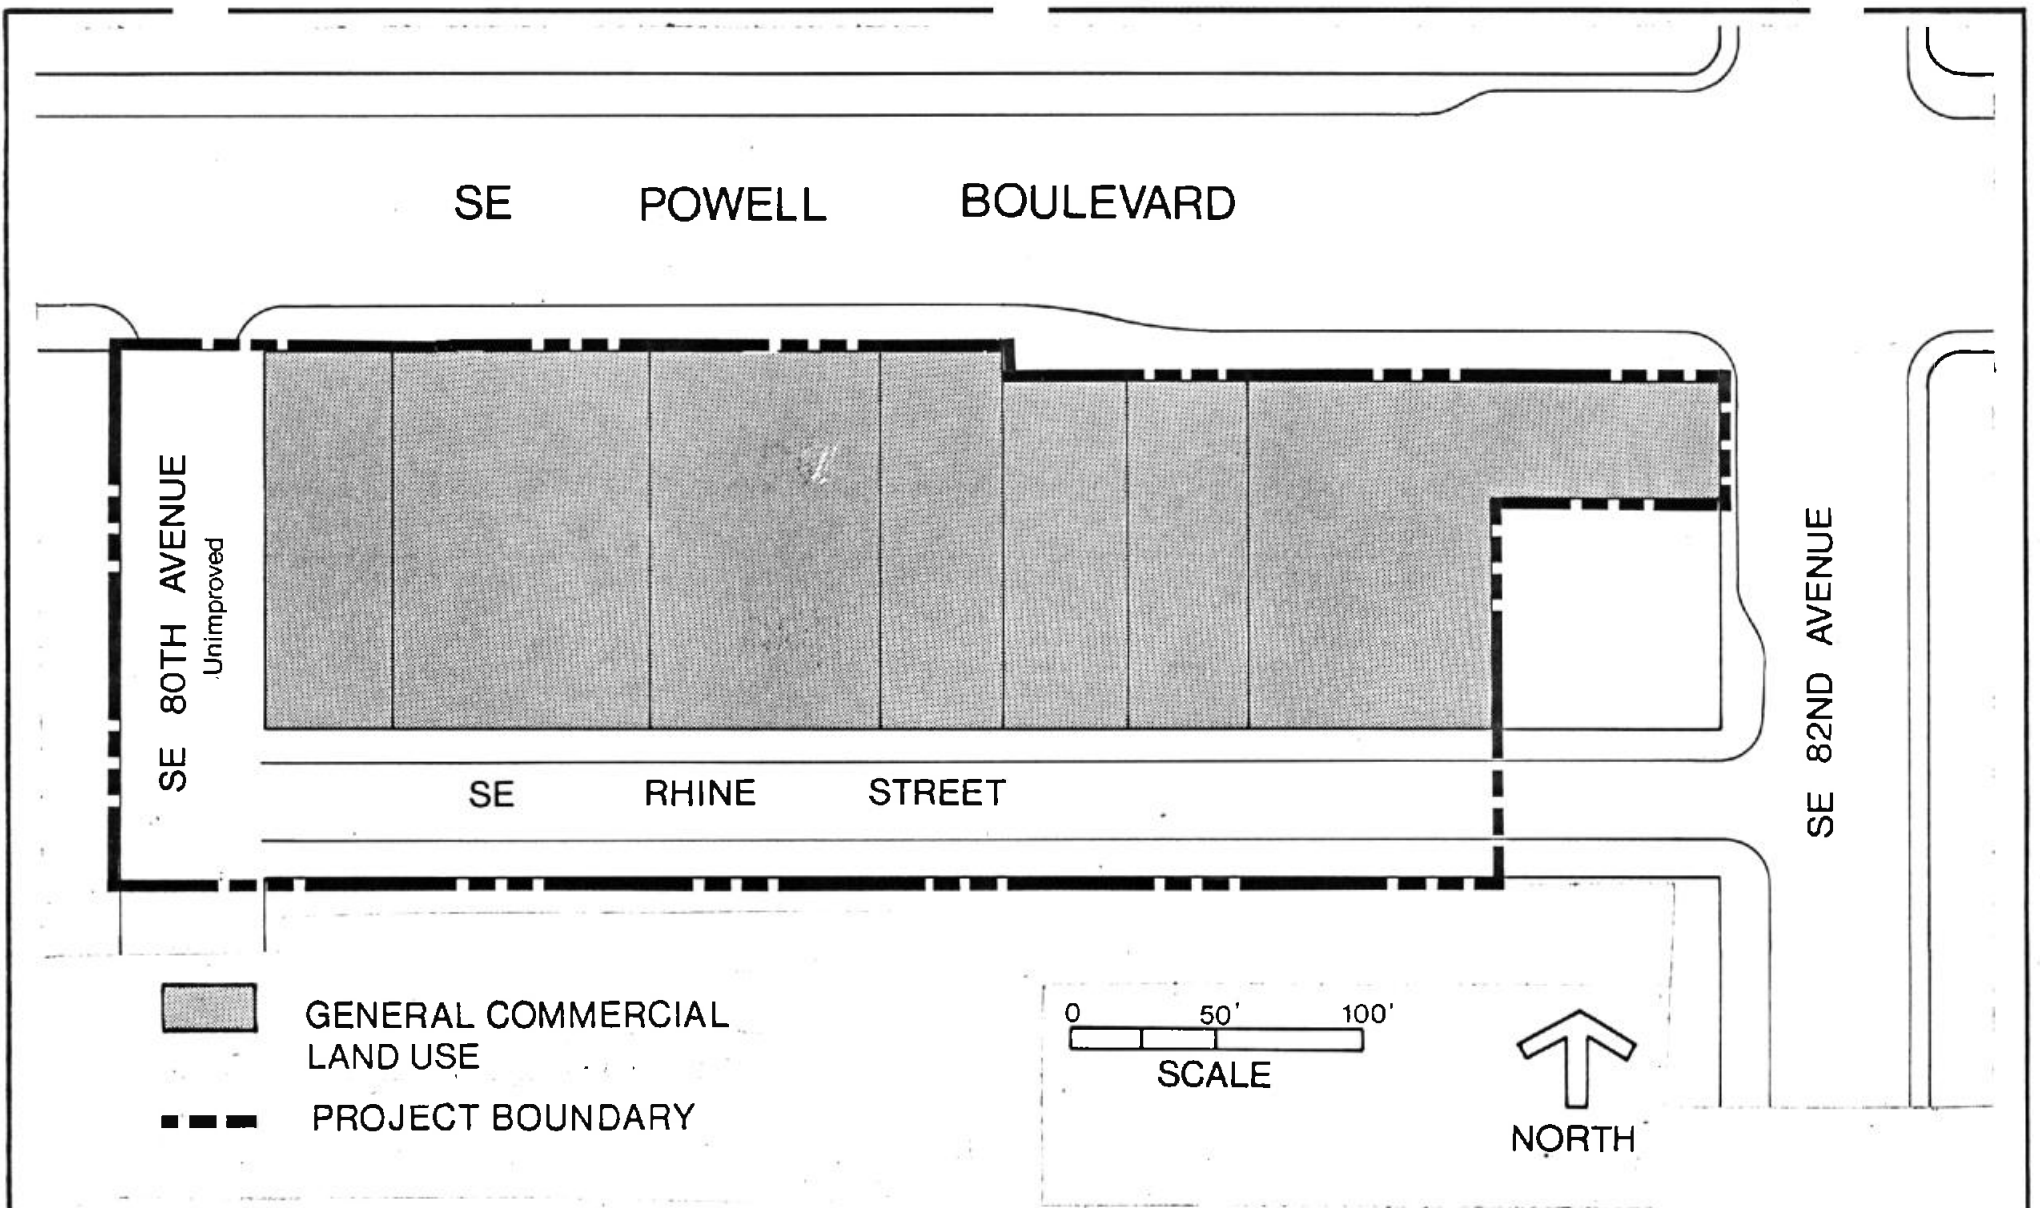 SE POWELL BOULEVARD
SE 80TH AVENUE
Unimproved
SE 82ND AVENUE
SE RHINE STREET
GENERAL COMMERCIAL
LAND USE
PROJECT BOUNDARY
0 50' 100'
SCALE
NORTH